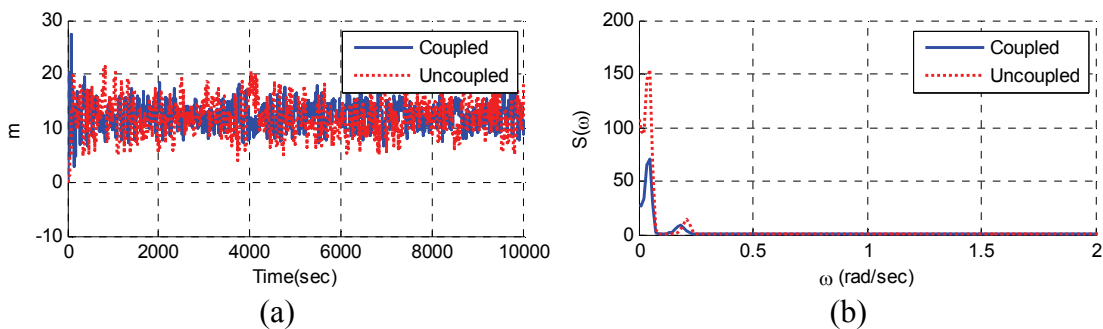 30
20
10
0
-10
m
0
2000
4000
6000
8000
10000
Time(sec)
Coupled
Uncoupled
(a)
200
150
100
50
0
S(ω)
0
0.5
1
1.5
2
ω (rad/sec)
Coupled
Uncoupled
(b)